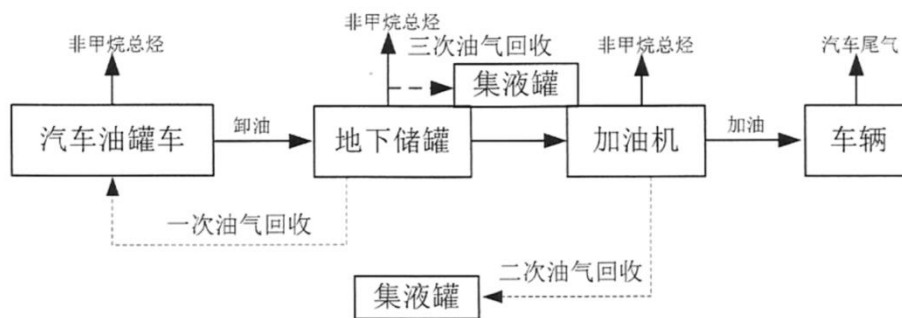 非甲烷总烃
非甲烷总烃
三次油气回收
非甲烷总烃
汽车尾气
集液罐
汽车油罐车
卸油
地下储罐
加油机
加油
车辆
一次油气回收
二次油气回收
集液罐